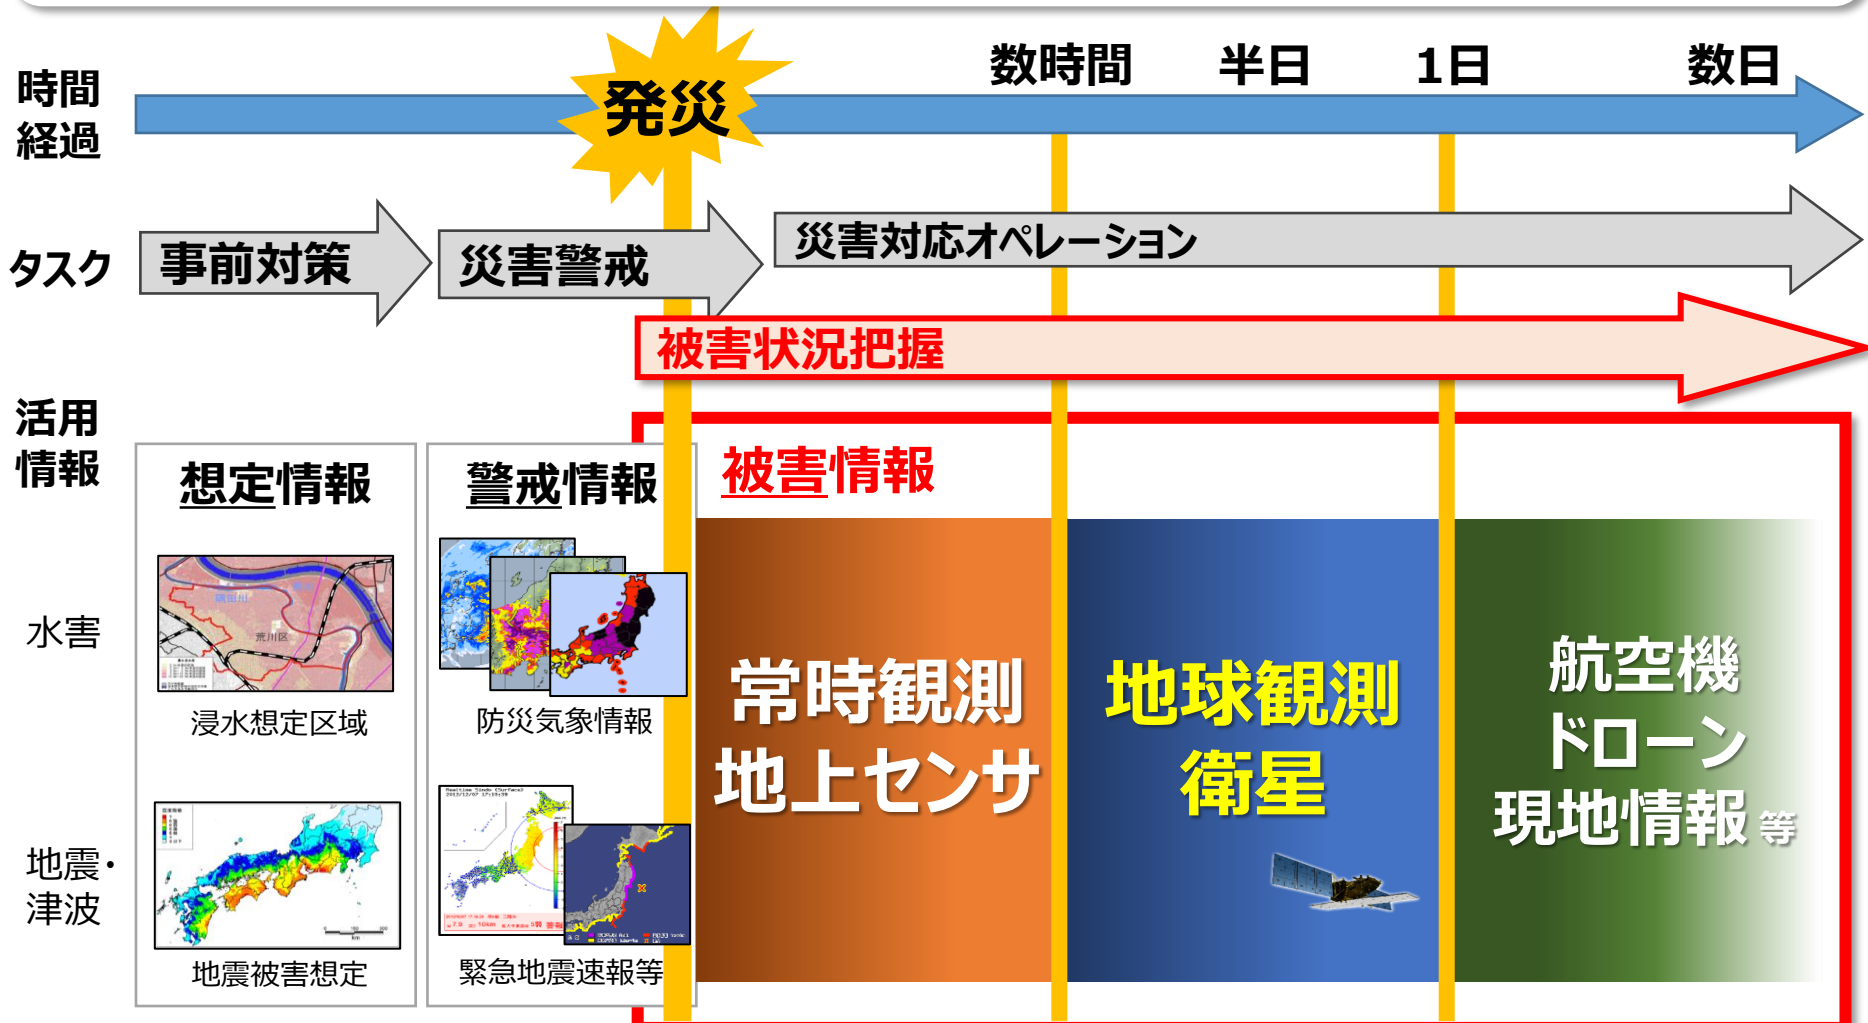 時間
経過
発災
数時間
半日
1日
数日
タスク
事前対策
災害警戒
災害対応オペレーション
被害状況把握
活用
情報
想定情報
警戒情報
被害情報
水害
荒川区
浸水想定区域
防災気象情報
地震・
津波
地震被害想定
緊急地震速報等
常時観測
地上センサ
地球観測
衛星
航空機
ドローン
現地情報 等